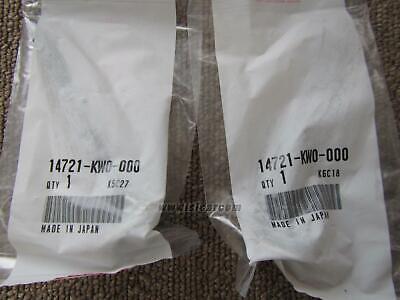 14721-KW0-000
QTY 1 K5C27
MADE IN JAPAN
14721-KW0-000
QTY 1 K6C18
MADE IN JAPAN